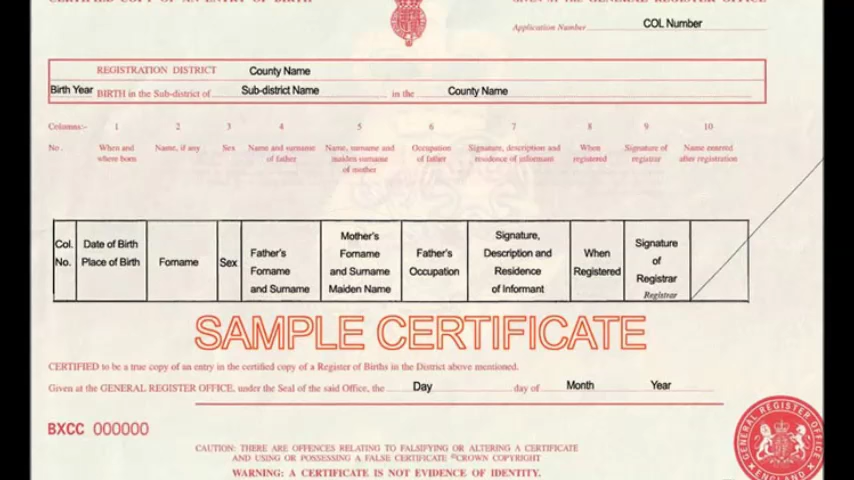 CERTIFIED COPY OF AN ENTRY OF BIRTH
GIVEN AT THE GENERAL REGISTER OFFICE
Application Number COL Number
REGISTRATION DISTRICT County Name
Birth Year BIRTH in the Sub-district of Sub-district Name in the County Name
Columns:- 1 2 3 4 5 6 7 8 9 10
No. When and where born Name, if any Sex Name and surname of father Name, surname and maiden surname of mother Occupation of father Signature, description and residence of informant When registered Signature of registrar Name entered after registration
Col. No. Date of Birth Place of Birth Forname Sex Father's Forname and Surname Mother's Forname and Surname Maiden Name Father's Occupation Signature, Description and Residence of Informant When Registered Signature of Registrar Registrar
SAMPLE CERTIFICATE
CERTIFIED to be a true copy of an entry in the certified copy of a Register of Births in the District above mentioned.
Given at the GENERAL REGISTER OFFICE, under the Seal of the said Office, the Day day of Month Year
BXCC 000000
CAUTION: THERE ARE OFFENCES RELATING TO FALSIFYING OR ALTERING A CERTIFICATE
AND USING OR POSSESSING A FALSE CERTIFICATE ©CROWN COPYRIGHT
WARNING: A CERTIFICATE IS NOT EVIDENCE OF IDENTITY.
GENERAL REGISTER OFFICE
ENGLAND